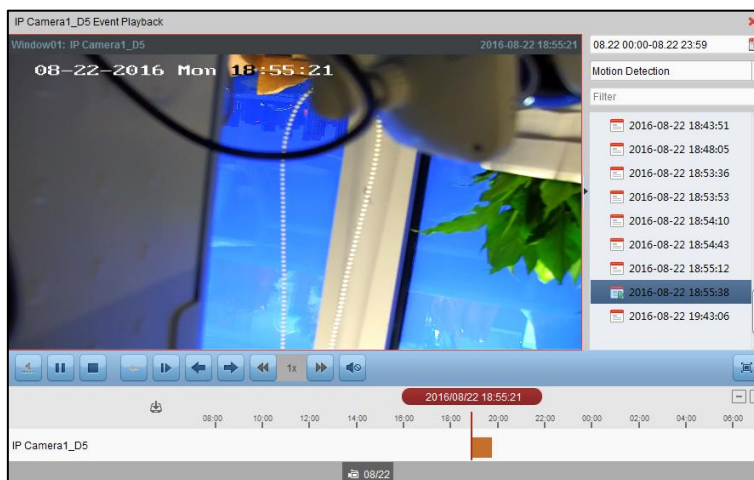 IP Camera1_D5 Event Playback
Window01: IP Camera1_D5 2016-08-22 18:55:21
08-22-2016 Mon 18:55:21
08.22 00:00-08.22 23:59
Motion Detection
Filter
2016-08-22 18:43:51
2016-08-22 18:48:05
2016-08-22 18:53:36
2016-08-22 18:53:53
2016-08-22 18:54:10
2016-08-22 18:54:43
2016-08-22 18:55:12
2016-08-22 18:55:38
2016-08-22 19:43:06
1x
2016/08/22 18:55:21
08:00 10:00 12:00 14:00 16:00 18:00 20:00 22:00 00:00 02:00 04:00 06:00
IP Camera1_D5
08/22